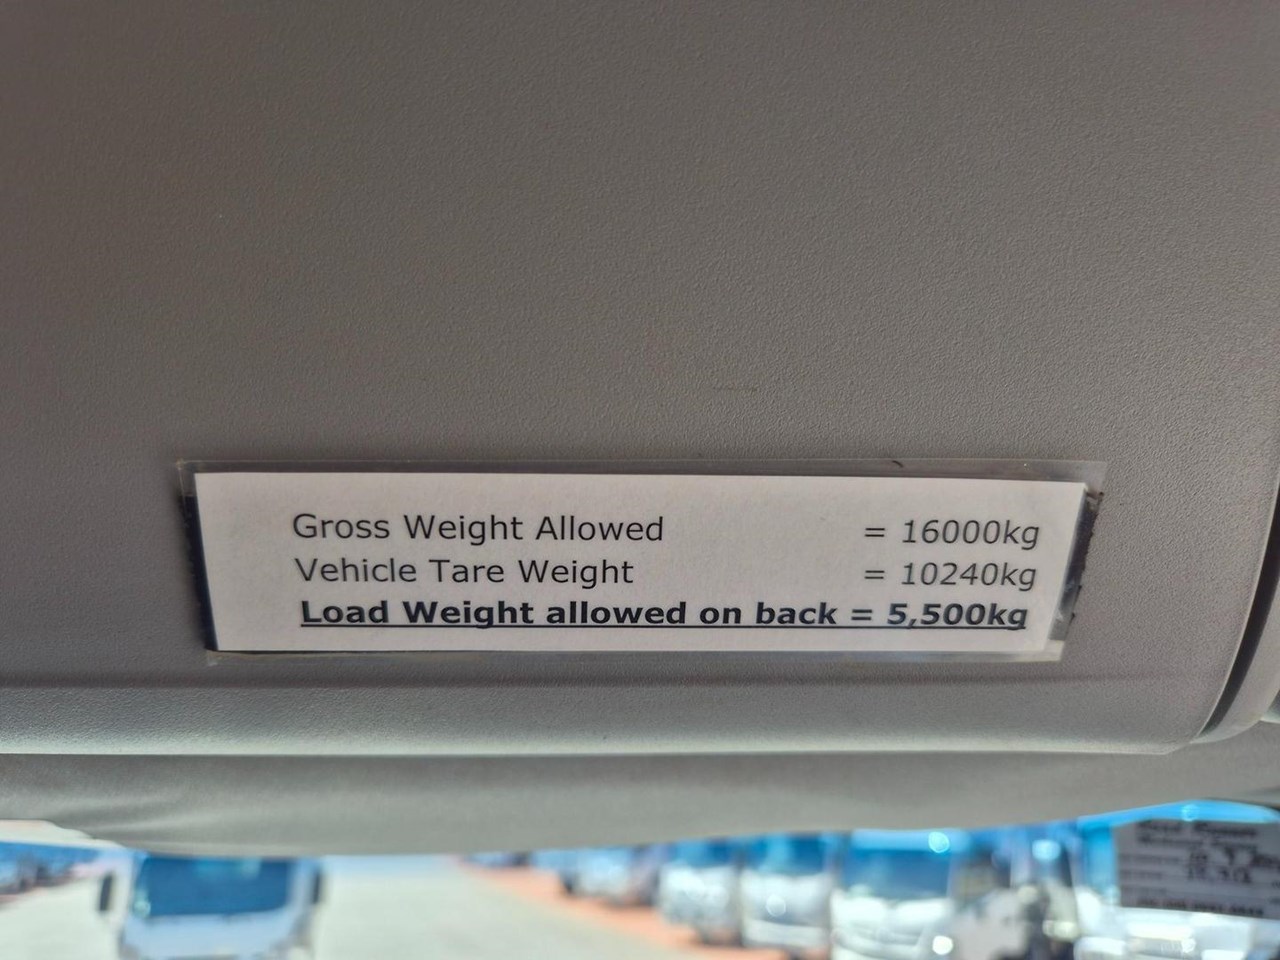 Gross Weight Allowed = 16000kg
Vehicle Tare Weight = 10240kg
Load Weight allowed on back = 5,500kg